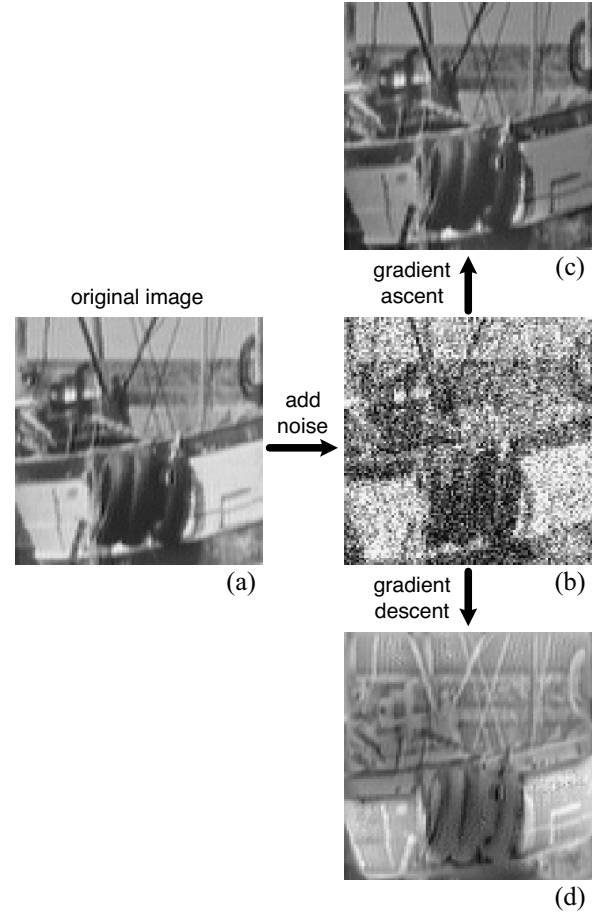 gradient
ascent
(c)
original image
add
noise
(a)
(b)
gradient
descent
(d)